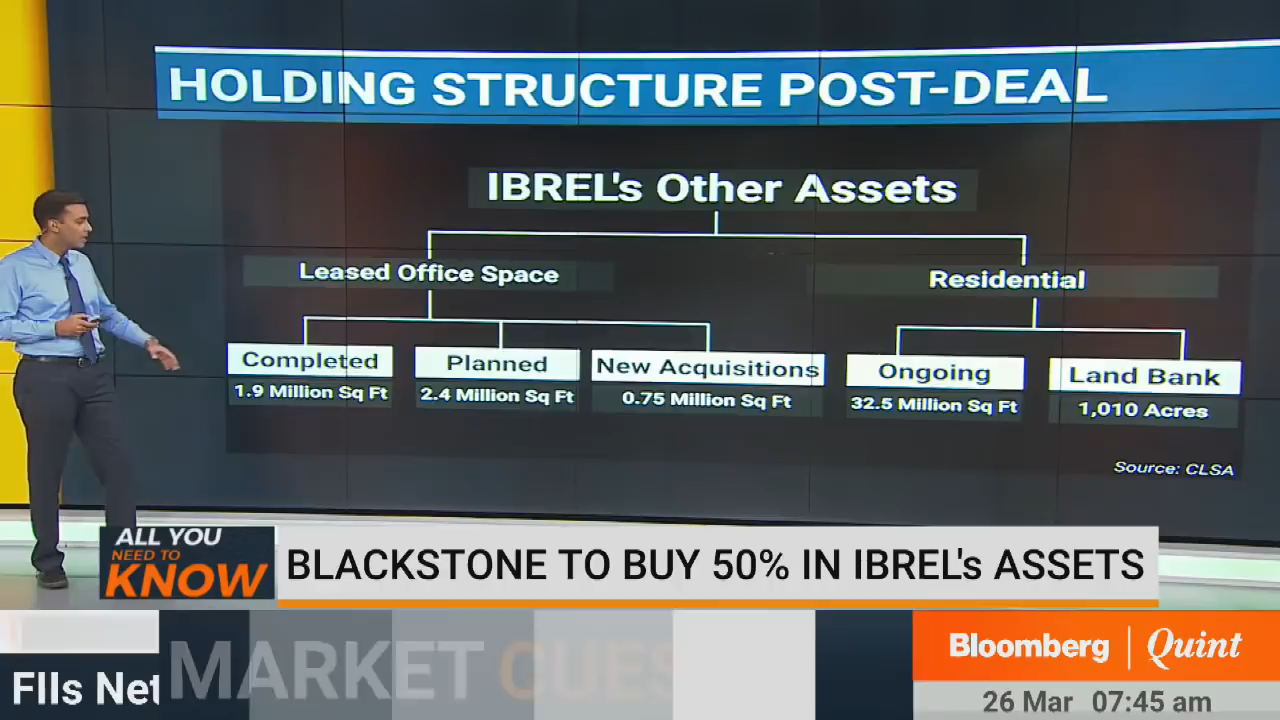 HOLDING STRUCTURE POST-DEAL
IBREL's Other Assets
Leased Office Space
Residential
Completed
Planned
New Acquisitions
Ongoing
Land Bank
1.9 Million Sq Ft
2.4 Million Sq Ft
0.75 Million Sq Ft
32.5 Million Sq Ft
1,010 Acres
Source: CLSA
ALL YOU
NEED TO
KNOW
BLACKSTONE TO BUY 50% IN IBREL's ASSETS
FIIs Net
MARKET CUES
Bloomberg | Quint
26 Mar 07:45 am